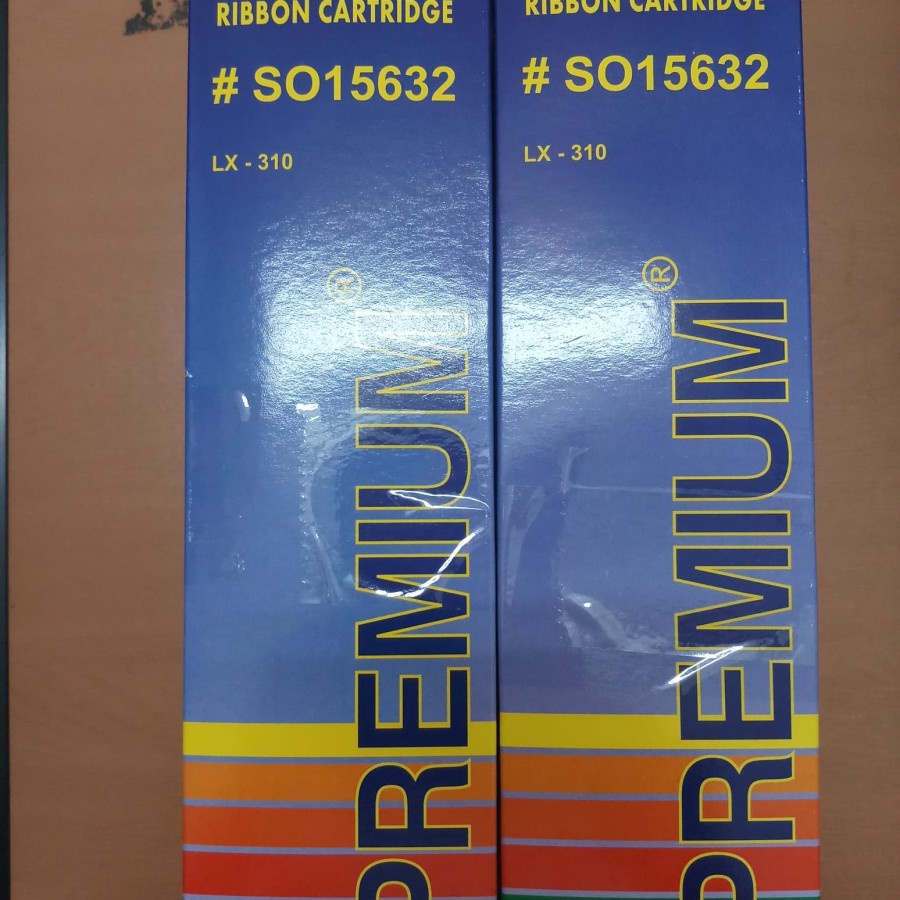 RIBBON CARTRIDGE
# SO15632
LX - 310
PREMIUM®
RIBBON CARTRIDGE
# SO15632
LX - 310
PREMIUM®